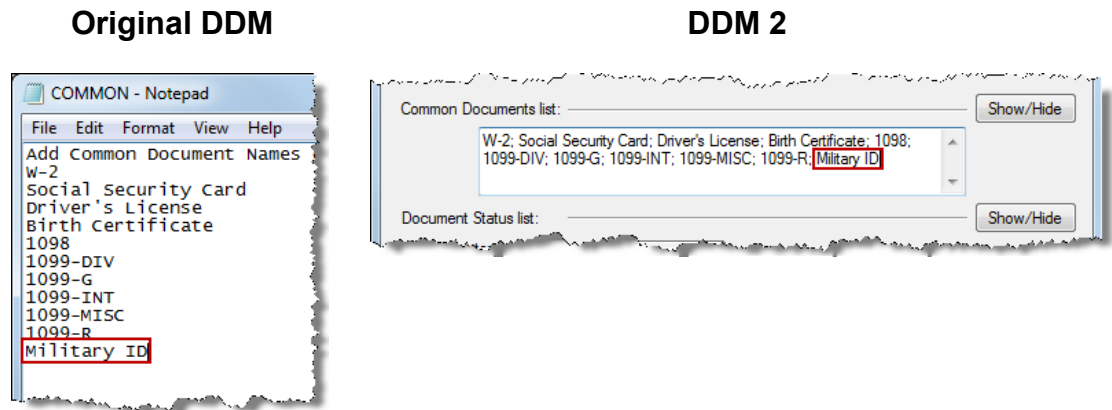 Original DDM
DDM 2
COMMON - Notepad
File Edit Format View Help
Add Common Document Names
W-2
Social Security Card
Driver's License
Birth Certificate
1098
1099-DIV
1099-G
1099-INT
1099-MISC
1099-R
Military ID
Common Documents list:
Show/Hide
W-2; Social Security Card; Driver's License; Birth Certificate; 1098;
1099-DIV; 1099-G; 1099-INT; 1099-MISC; 1099-R; Military ID
Document Status list:
Show/Hide